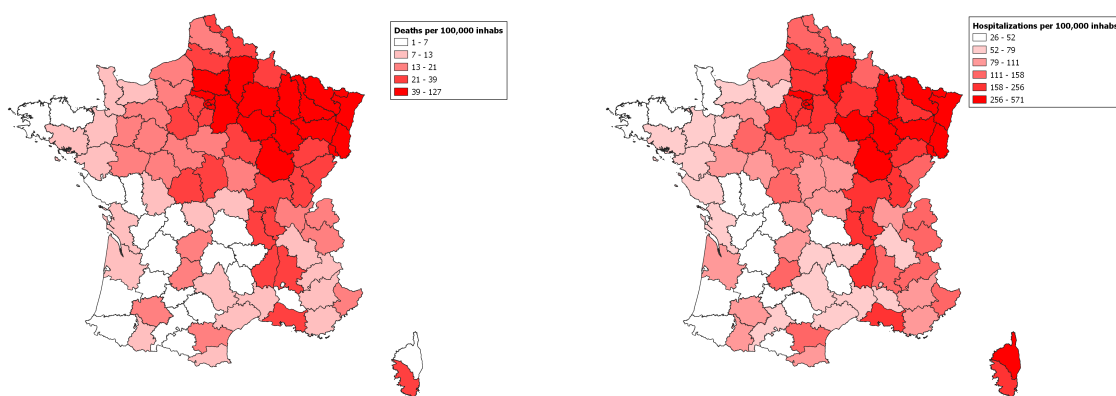 Deaths per 100,000 inhabs
1 - 7
7 - 13
13 - 21
21 - 39
39 - 127
Hospitalizations per 100,000 inhabs
26 - 52
52 - 79
79 - 111
111 - 158
158 - 256
256 - 571